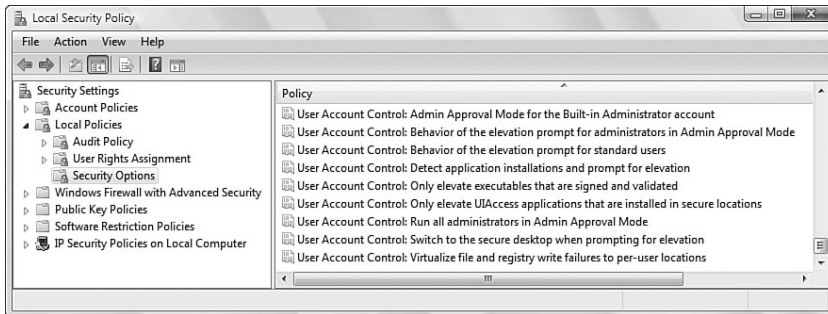 Local Security Policy
File Action View Help
Security Settings
Account Policies
Local Policies
Audit Policy
User Rights Assignment
Security Options
Windows Firewall with Advanced Security
Public Key Policies
Software Restriction Policies
IP Security Policies on Local Computer
Policy
User Account Control: Admin Approval Mode for the Built-in Administrator account
User Account Control: Behavior of the elevation prompt for administrators in Admin Approval Mode
User Account Control: Behavior of the elevation prompt for standard users
User Account Control: Detect application installations and prompt for elevation
User Account Control: Only elevate executables that are signed and validated
User Account Control: Only elevate UIAccess applications that are installed in secure locations
User Account Control: Run all administrators in Admin Approval Mode
User Account Control: Switch to the secure desktop when prompting for elevation
User Account Control: Virtualize file and registry write failures to per-user locations